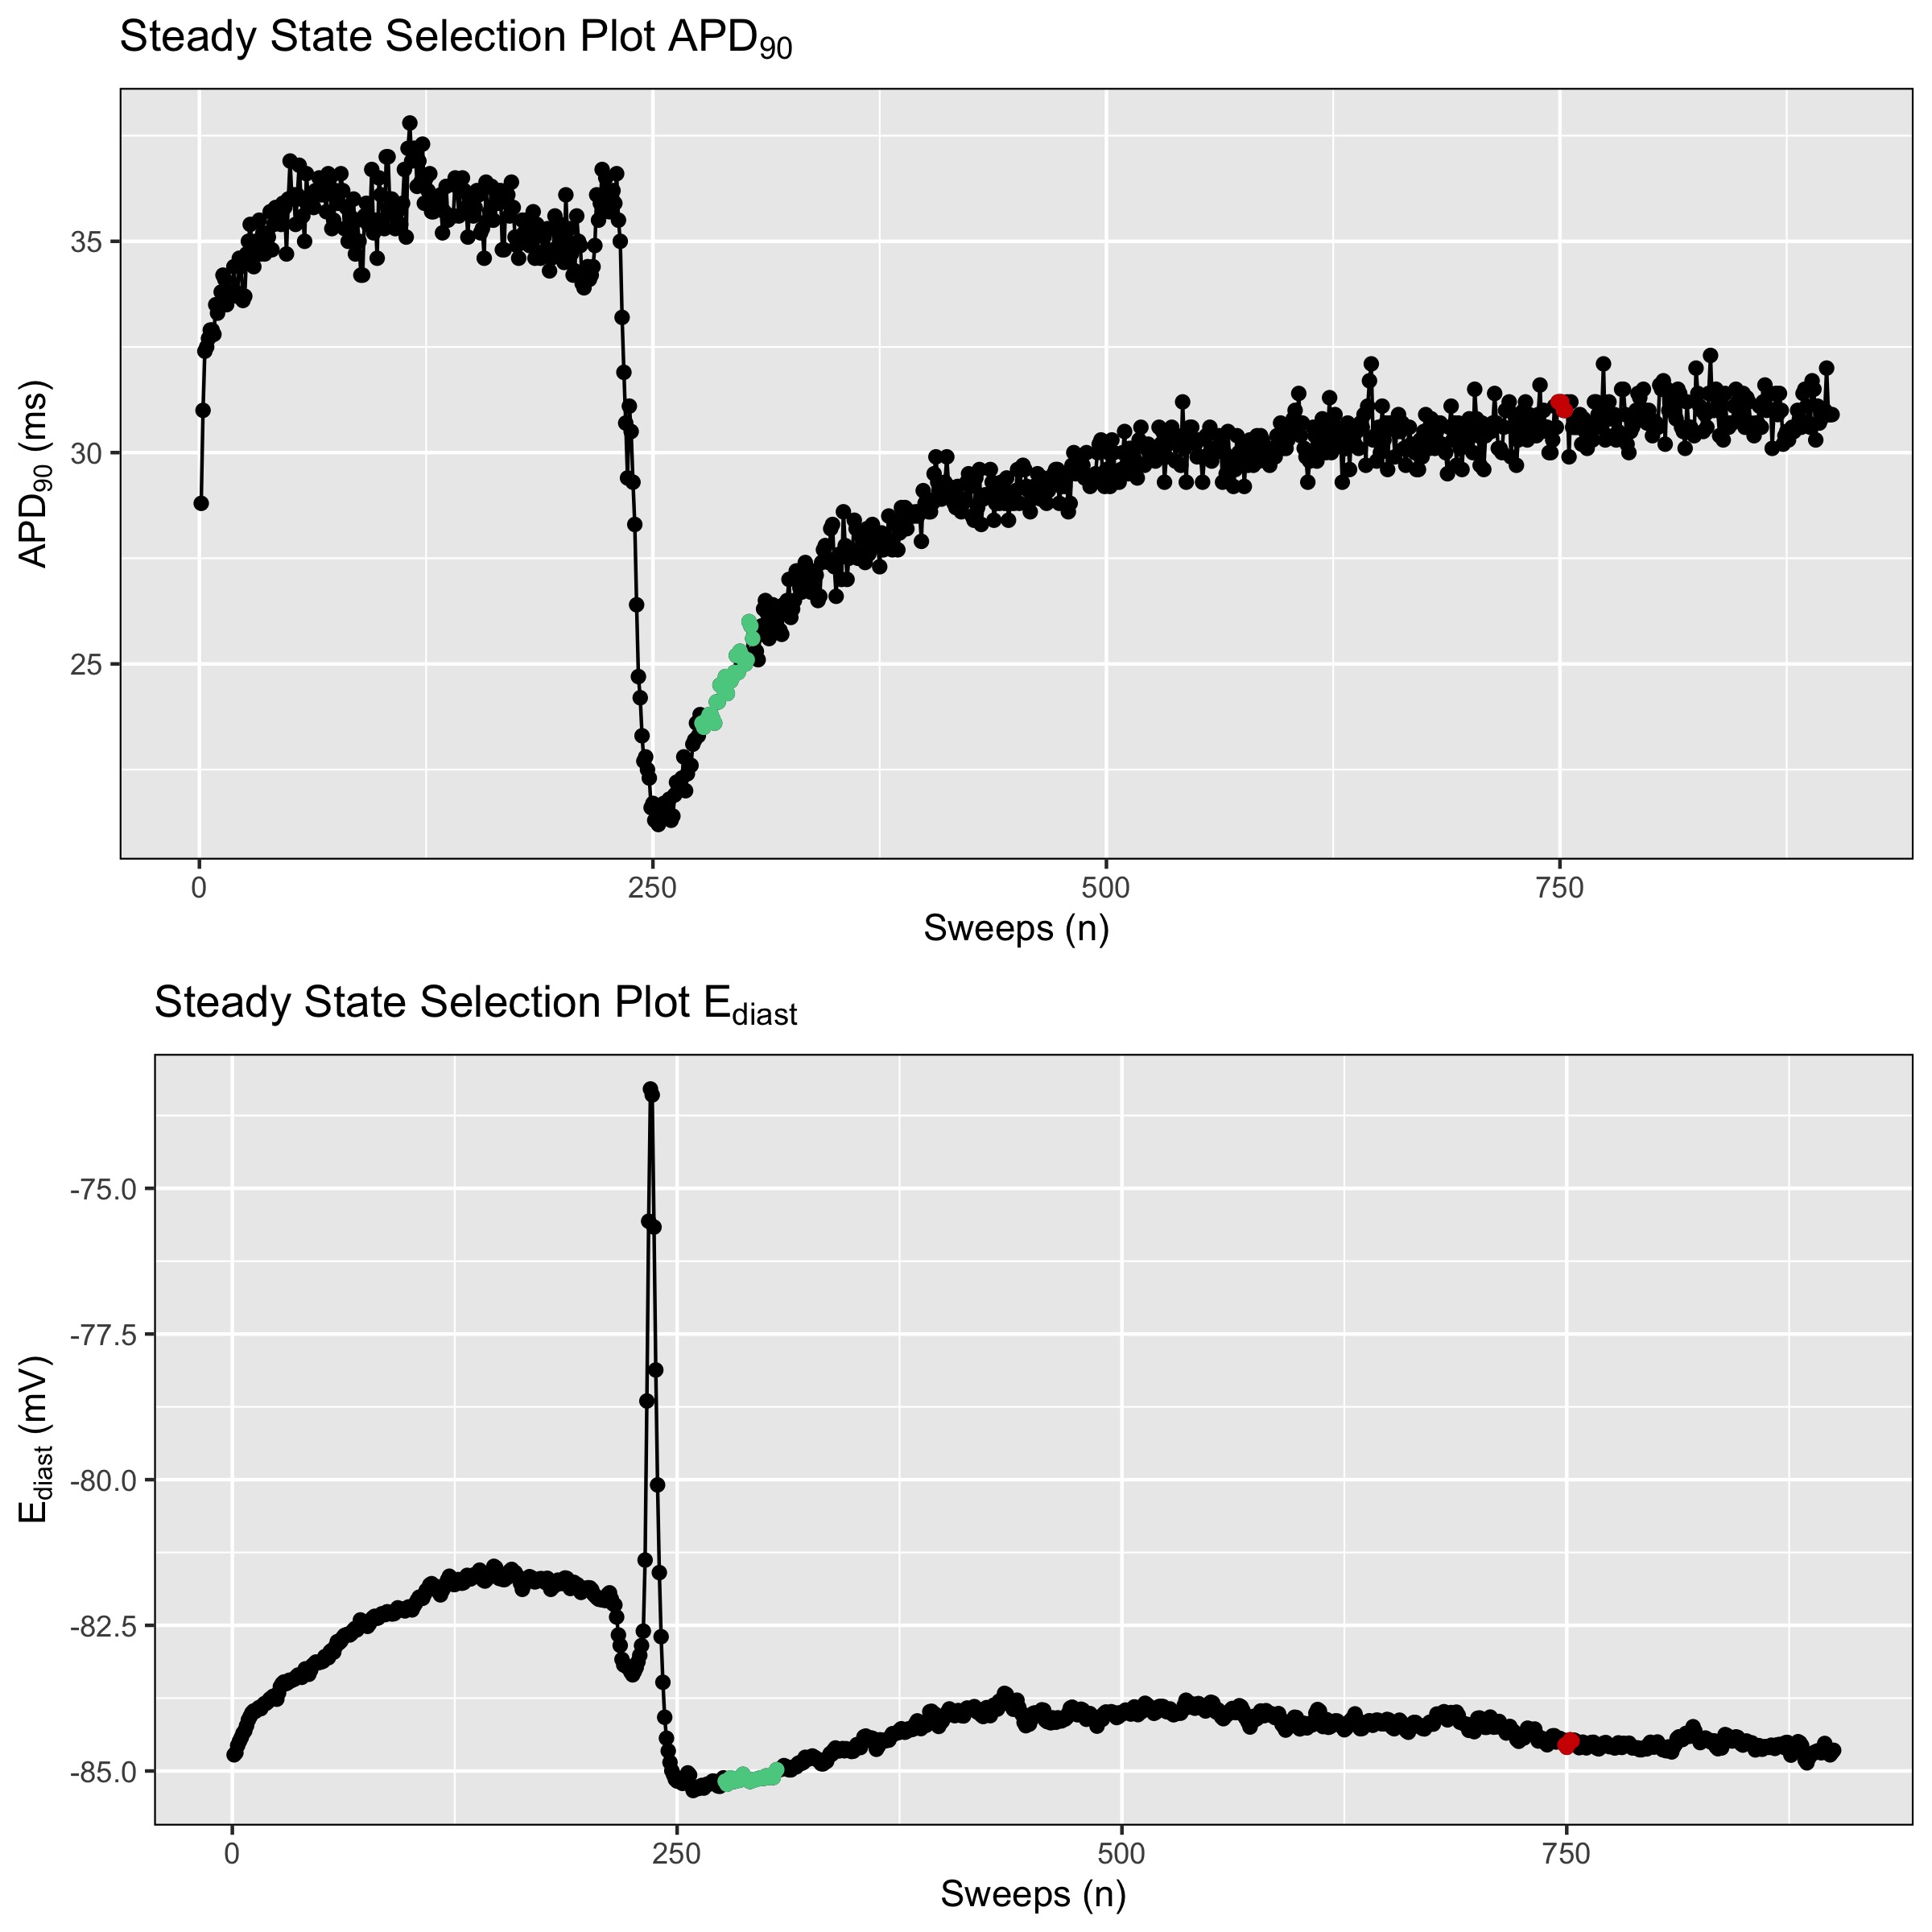 Steady State Selection Plot APD90
35
30
25
APD90 (ms)
0 250 500 750
Sweeps (n)
Steady State Selection Plot Ediast
-75.0
-77.5
-80.0
-82.5
-85.0
Ediast (mV)
0 250 500 750
Sweeps (n)